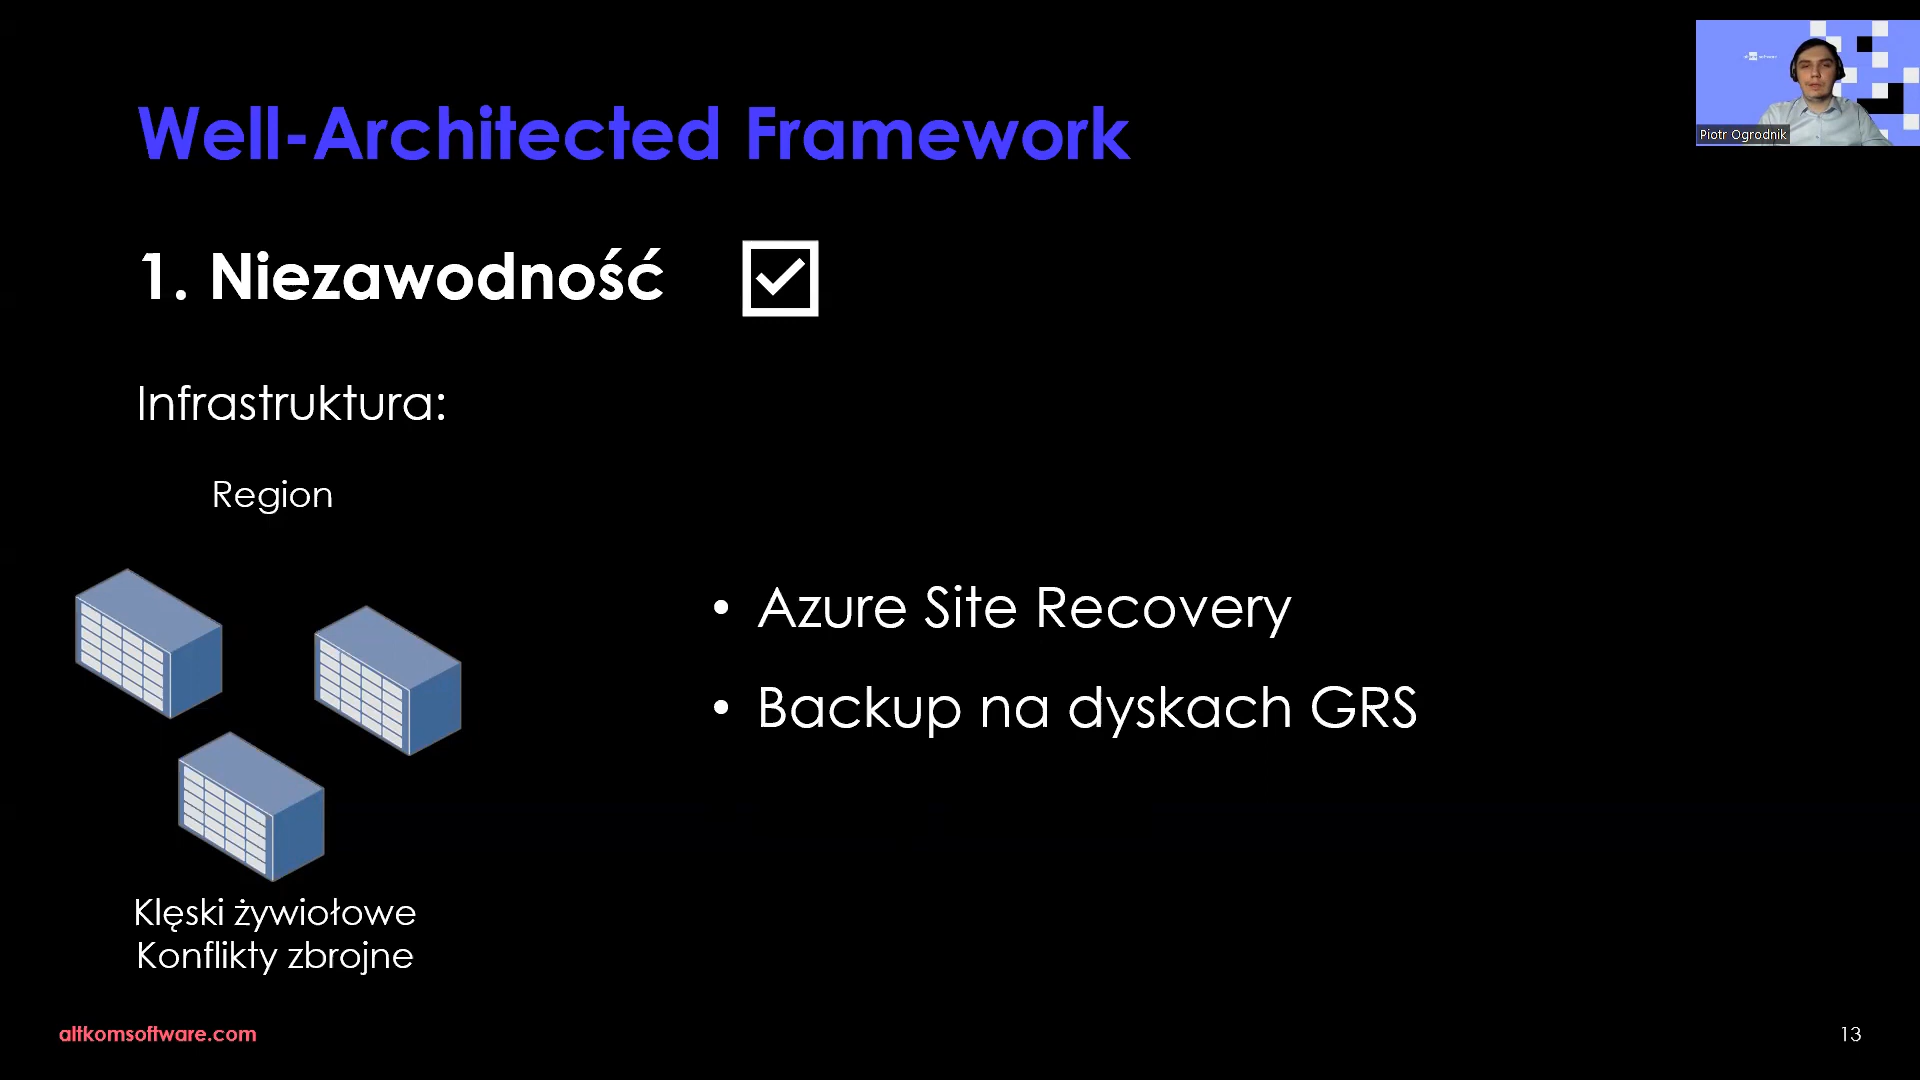 Well-Architected Framework
Piotr Ogrodnik
1. Niezawodność
Infrastruktura:
Region
• Azure Site Recovery
• Backup na dyskach GRS
Klęski żywiołowe
Konflikty zbrojne
altkomsoftware.com
13